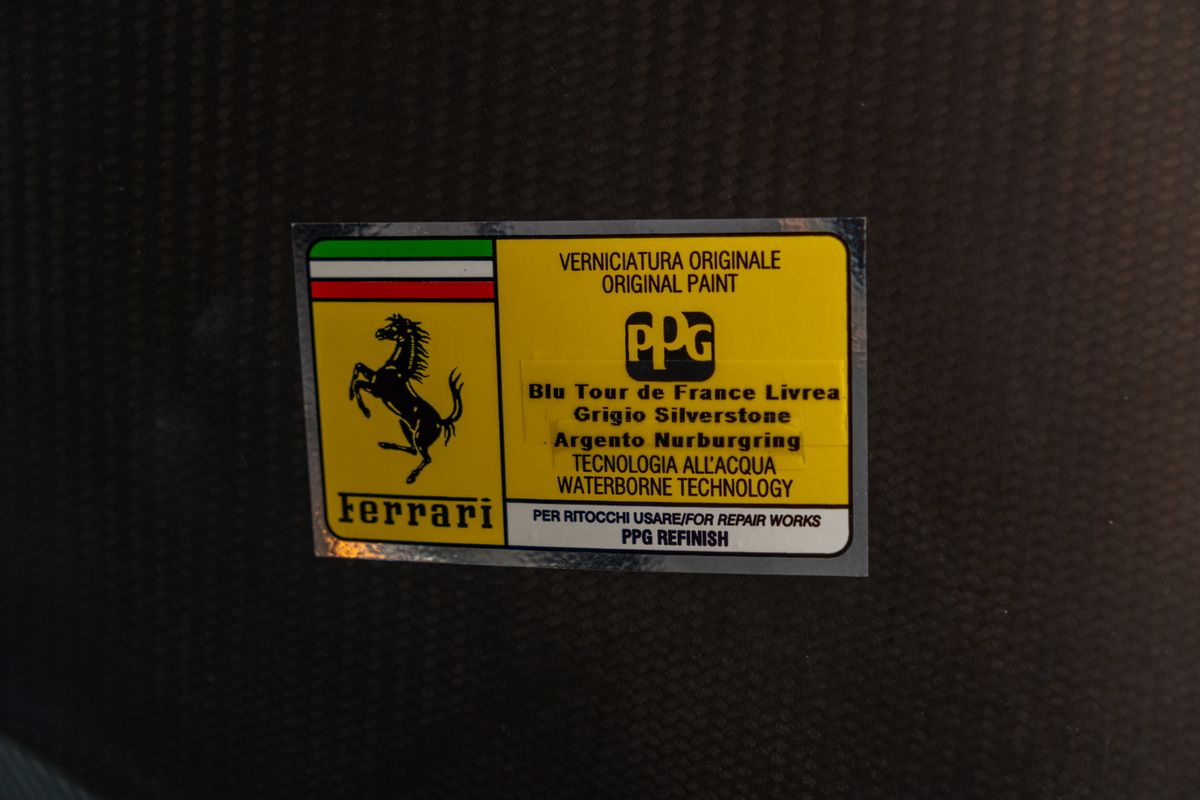 Ferrari
VERNICIATURA ORIGINALE
ORIGINAL PAINT
PPG
Blu Tour de France Livrea
Grigio Silverstone
Argento Nurburgring
TECNOLOGIA ALL'ACQUA
WATERBORNE TECHNOLOGY
PER RITOCCHI USARE/FOR REPAIR WORKS
PPG REFINISH